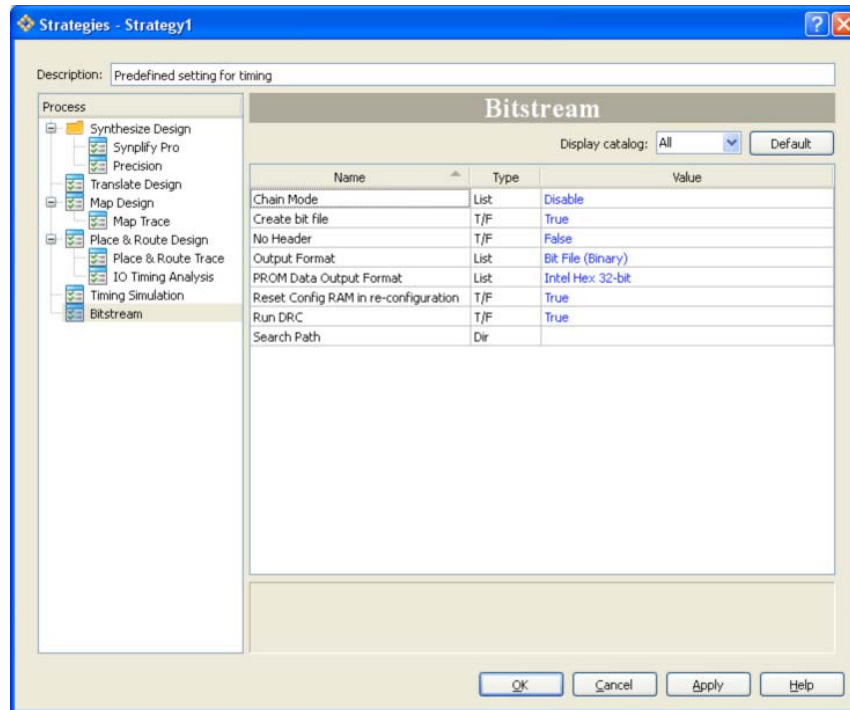 Strategies - Strategy1
Description: Predefined setting for timing
Process
Synthesize Design
Synplify Pro
Precision
Translate Design
Map Design
Map Trace
Place & Route Design
Place & Route Trace
IO Timing Analysis
Timing Simulation
Bitstream
Bitstream
Display catalog: All Default
Name Type Value
Chain Mode List Disable
Create bit file T/F True
No Header T/F False
Output Format List Bit File (Binary)
PROM Data Output Format List Intel Hex 32-bit
Reset Config RAM in re-configuration T/F True
Run DRC T/F True
Search Path Dir
OK Cancel Apply Help